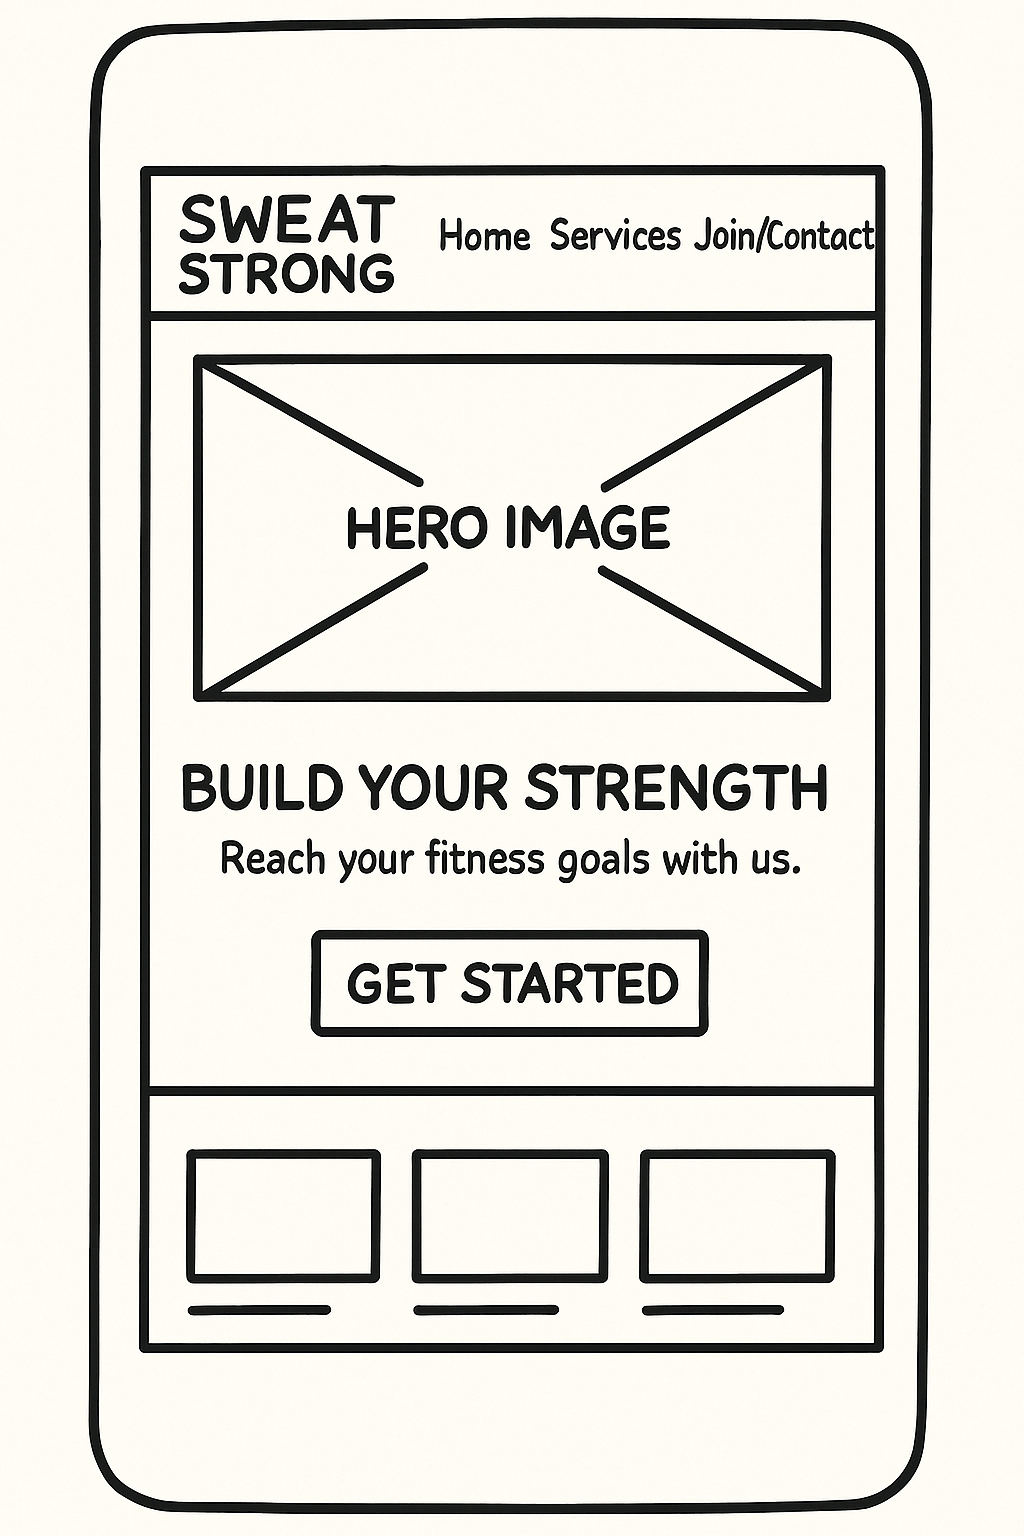 SWEAT
STRONG
Home Services Join/Contact
HERO IMAGE
BUILD YOUR STRENGTH
Reach your fitness goals with us.
GET STARTED